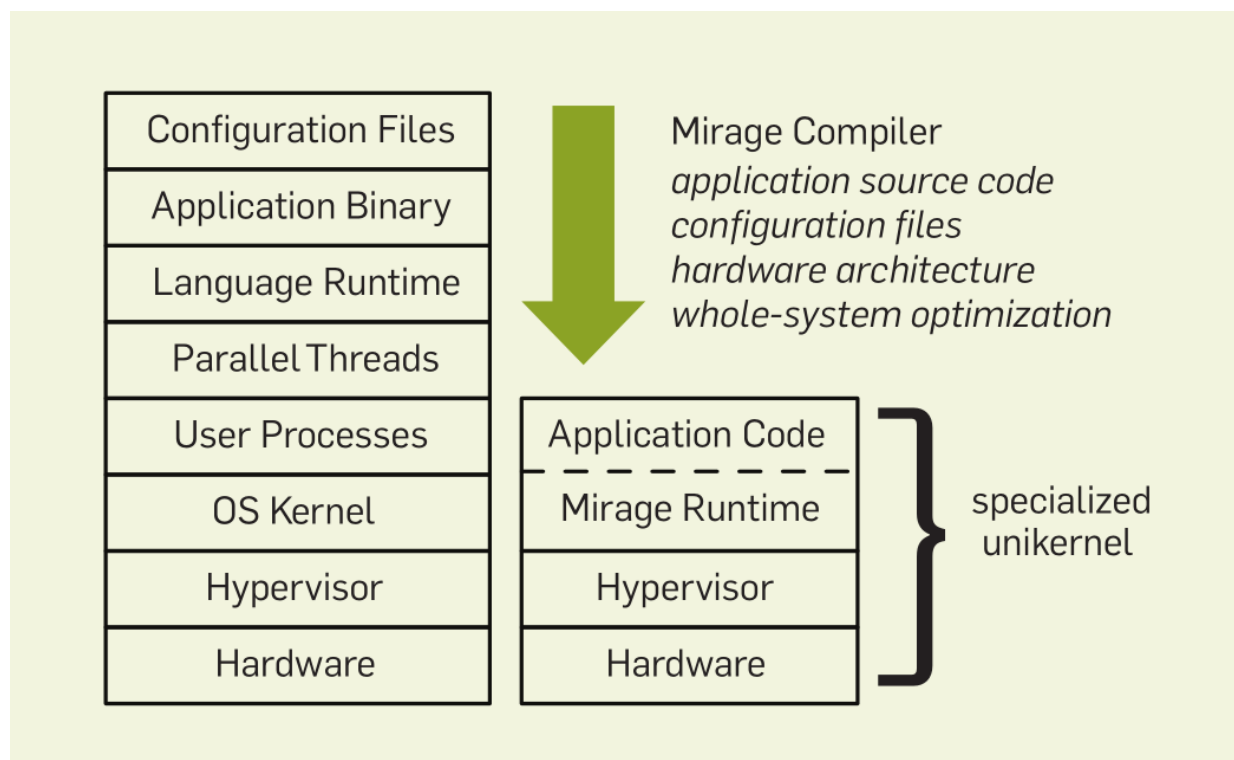 Configuration Files
Application Binary
Language Runtime
Parallel Threads
User Processes
OS Kernel
Hypervisor
Hardware
Mirage Compiler
application source code
configuration files
hardware architecture
whole-system optimization
Application Code
Mirage Runtime
Hypervisor
Hardware
specialized
unikernel